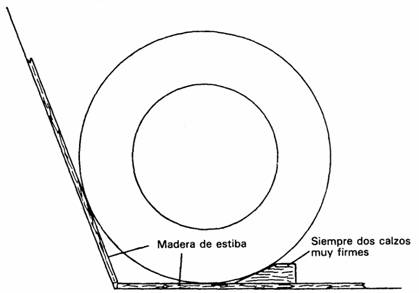 Madera de estiba
Siempre dos calzos
muy firmes